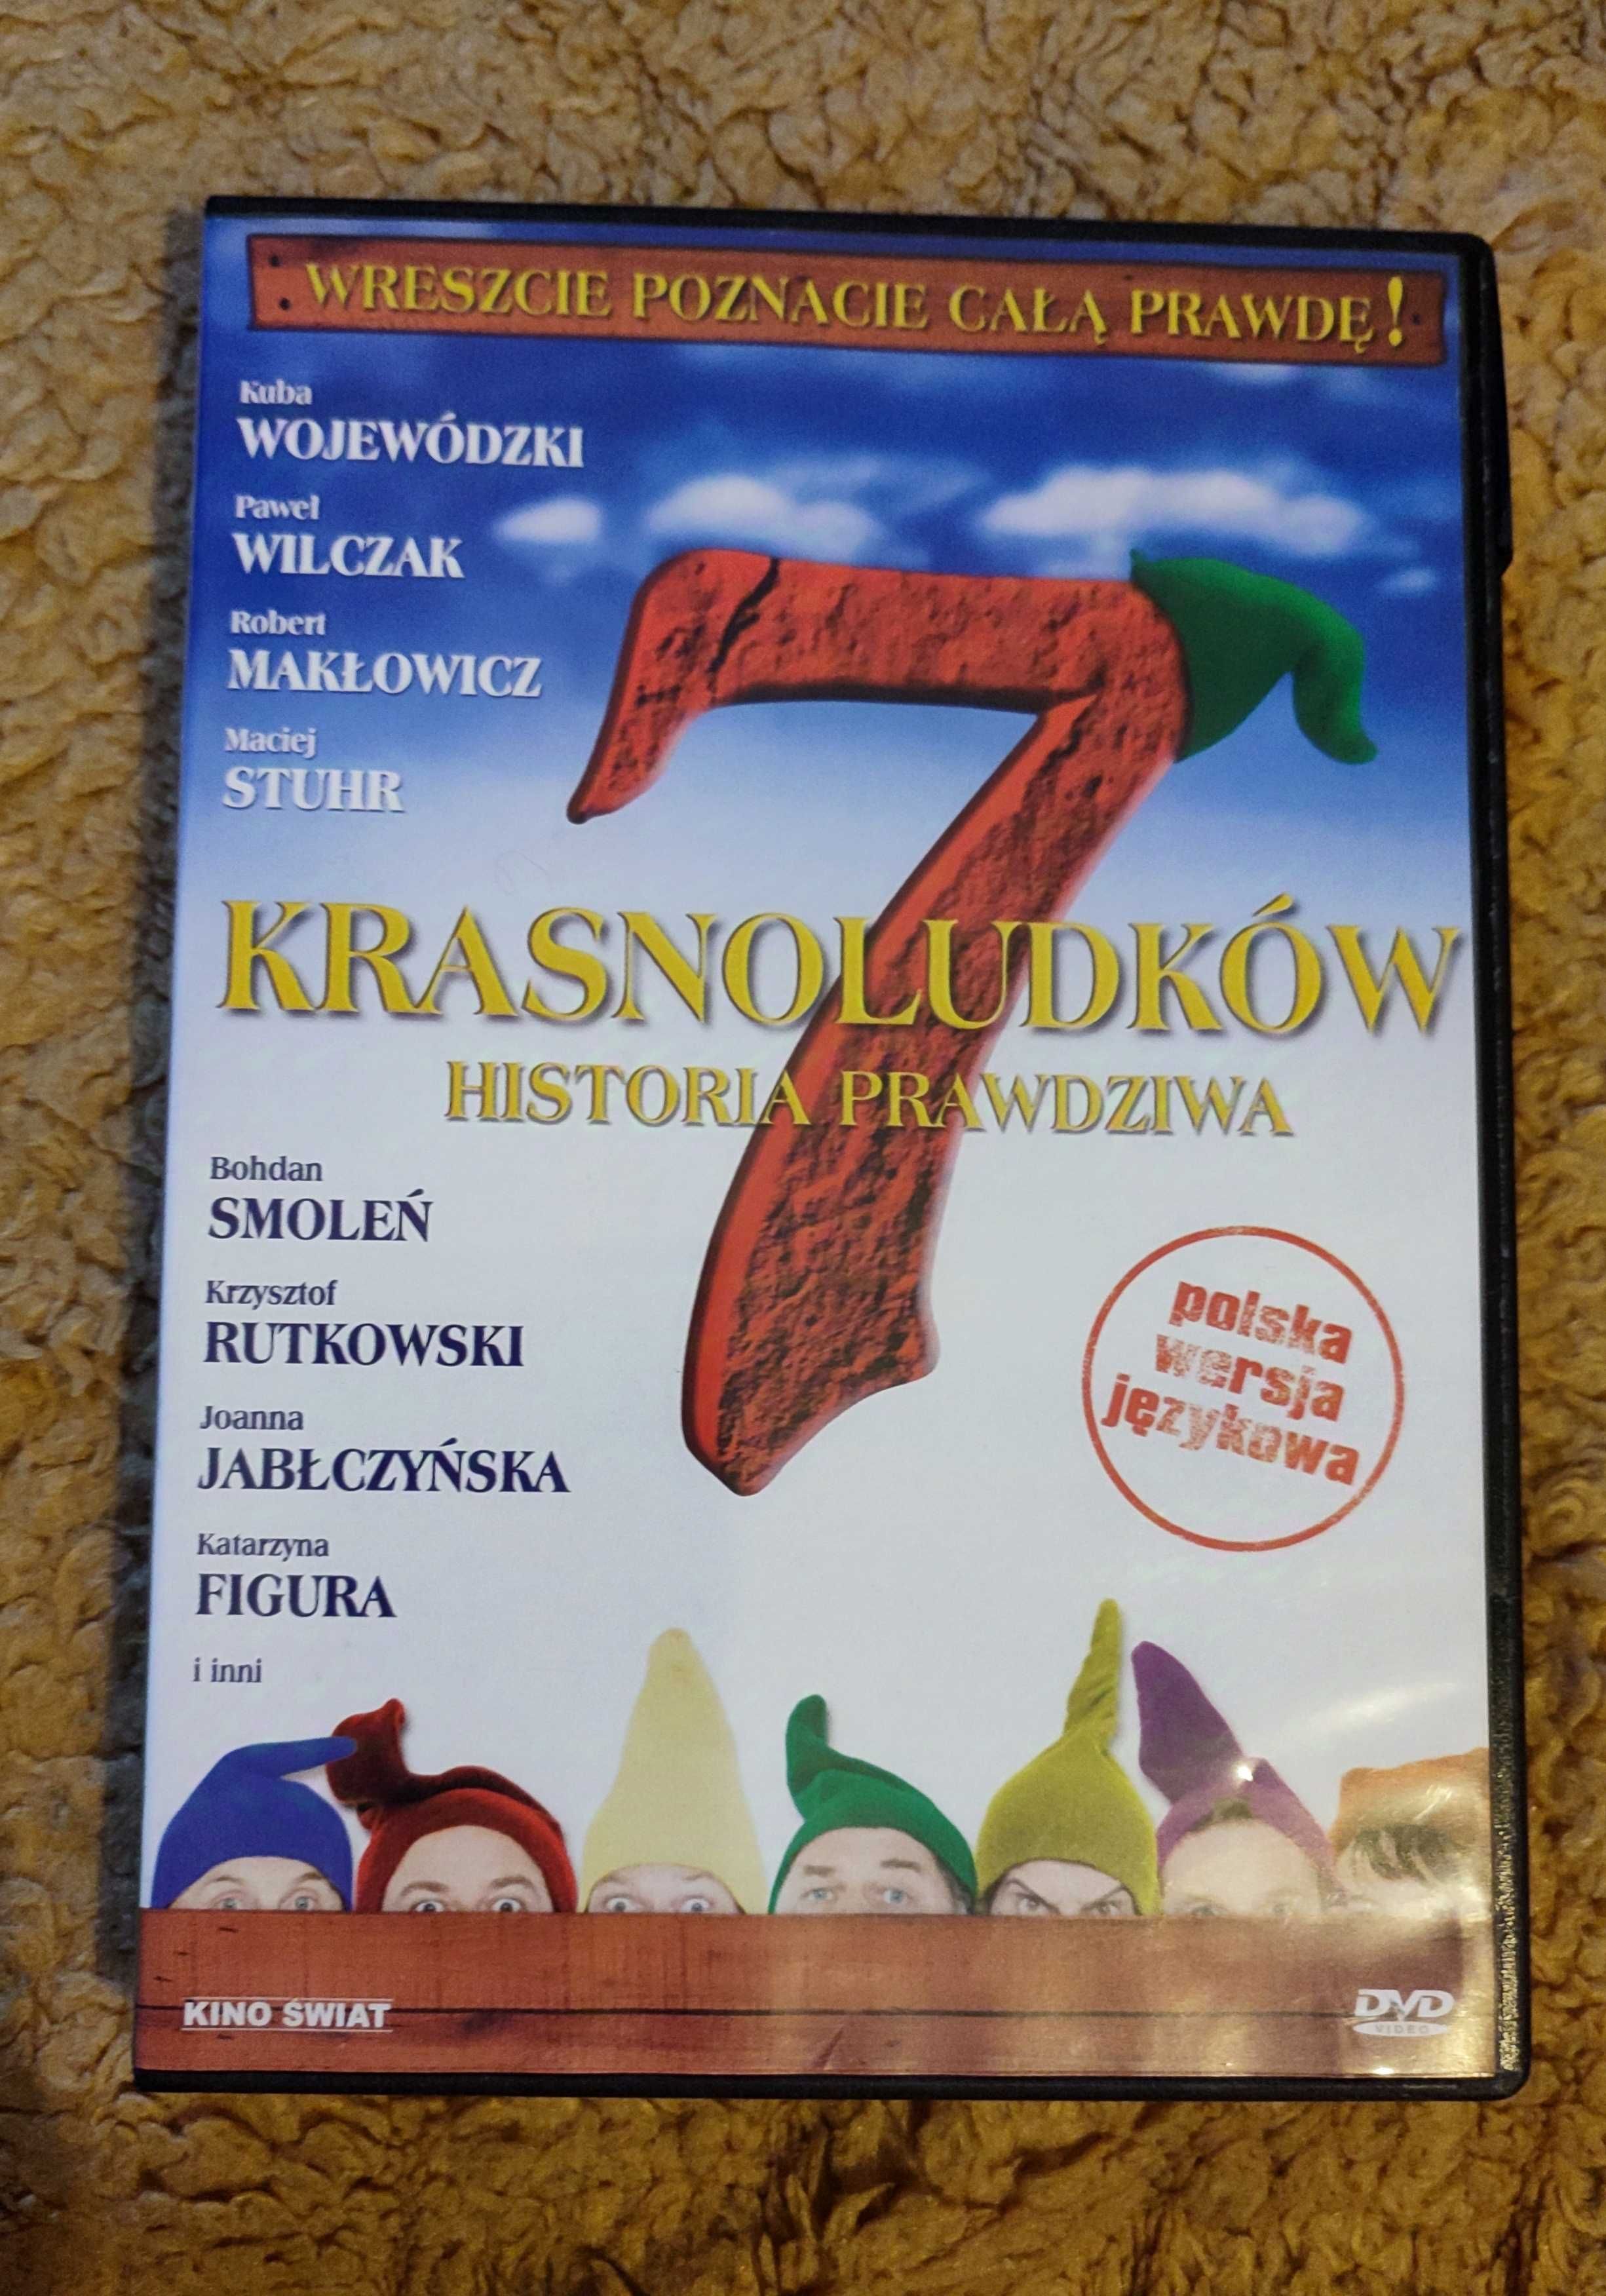 WRESZCIE POZNACIE CAŁĄ PRAWDĘ!
Kuba
WOJEWÓDZKI
Paweł
WILCZAK
Robert
MAKŁOWICZ
Maciej
STUHR
7
KRASNOLUDKÓW
HISTORIA PRAWDZIWA
Bohdan
SMOLEŃ
Krzysztof
RUTKOWSKI
Joanna
JABŁCZYŃSKA
Katarzyna
FIGURA
i inni
polska
wersja
językowa
KINO ŚWIAT
DVD
VIDEO